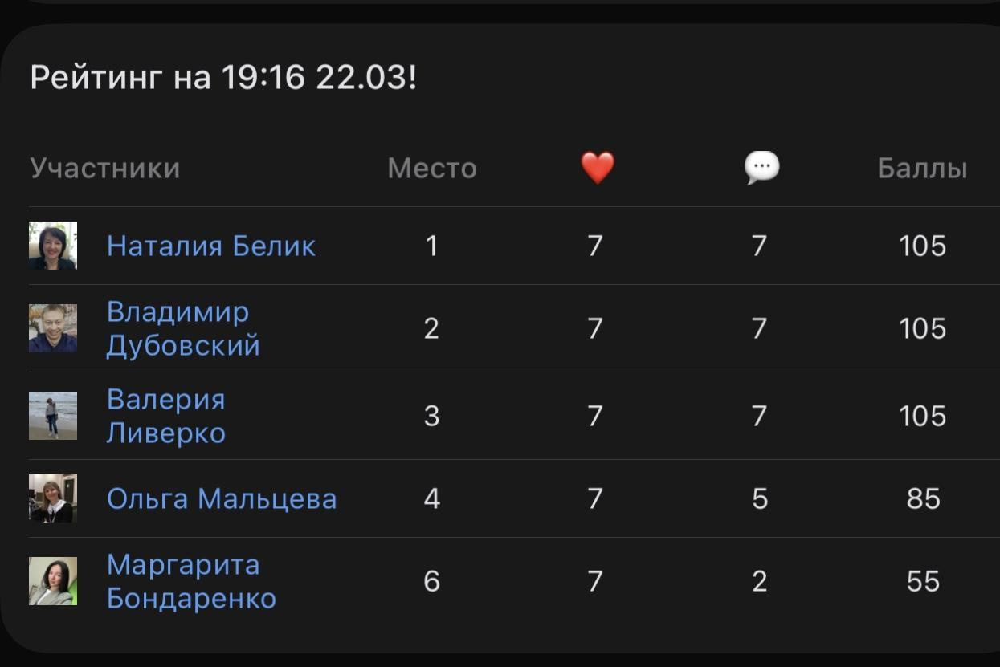 Рейтинг на 19:16 22.03!
Участники Место ❤️ 💬 Баллы
Наталия Белик 1 7 7 105
Владимир
Дубовский 2 7 7 105
Валерия
Ливерко 3 7 7 105
Ольга Мальцева 4 7 5 85
Маргарита
Бондаренко 6 7 2 55